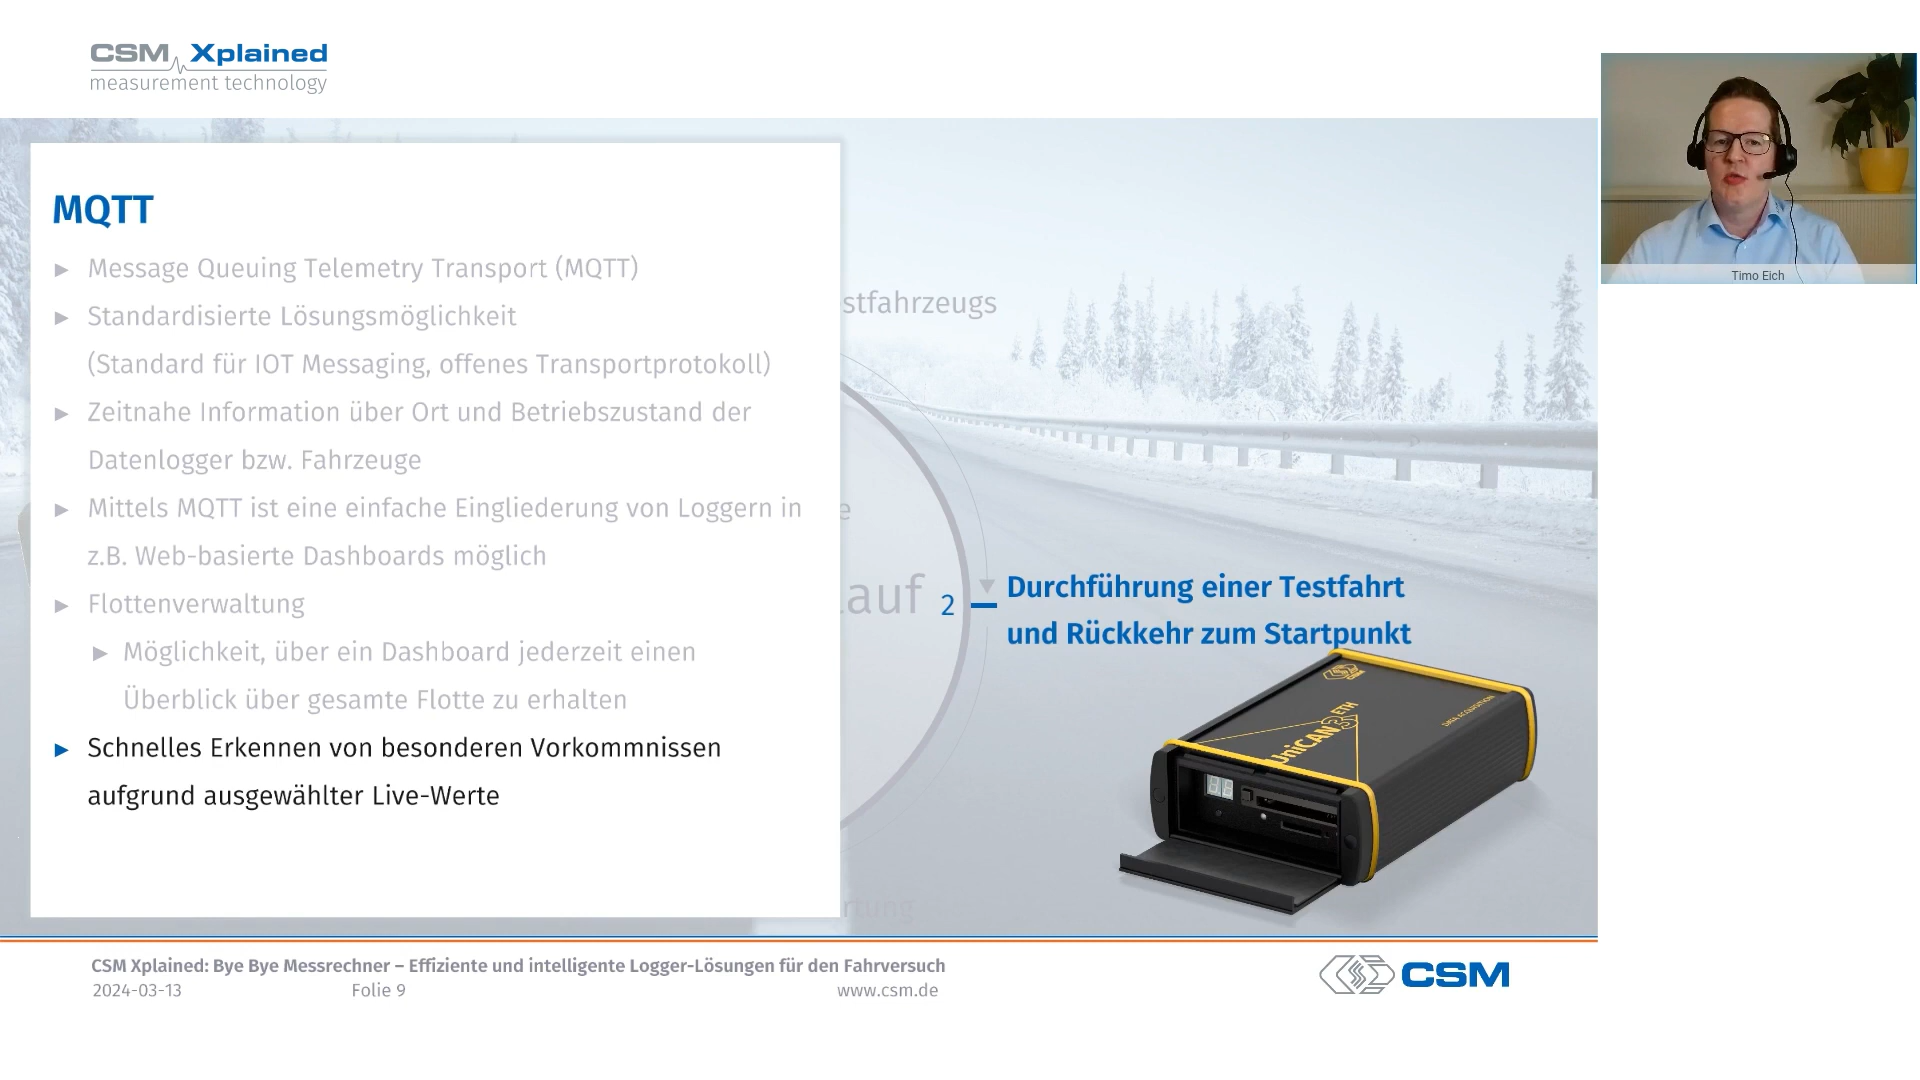 CSM Xplained
measurement technology
MQTT
Message Queuing Telemetry Transport (MQTT)
Standardisierte Lösungsmöglichkeit
(Standard für IOT Messaging, offenes Transportprotokoll)
Zeitnahe Information über Ort und Betriebszustand der
Datenlogger bzw. Fahrzeuge
Mittels MQTT ist eine einfache Eingliederung von Loggern in
z.B. Web-basierte Dashboards möglich
Flottenverwaltung
Möglichkeit, über ein Dashboard jederzeit einen
Überblick über gesamte Flotte zu erhalten
Schnelles Erkennen von besonderen Vorkommnissen
aufgrund ausgewählter Live-Werte
stfahrzeugs
e
auf
2
Durchführung einer Testfahrt
und Rückkehr zum Startpunkt
rtung
CSM
UniCAN 3 ETH
DATA ACQUISITION
Timo Eich
CSM Xplained: Bye Bye Messrechner – Effiziente und intelligente Logger-Lösungen für den Fahrversuch
2024-03-13 Folie 9 www.csm.de
CSM